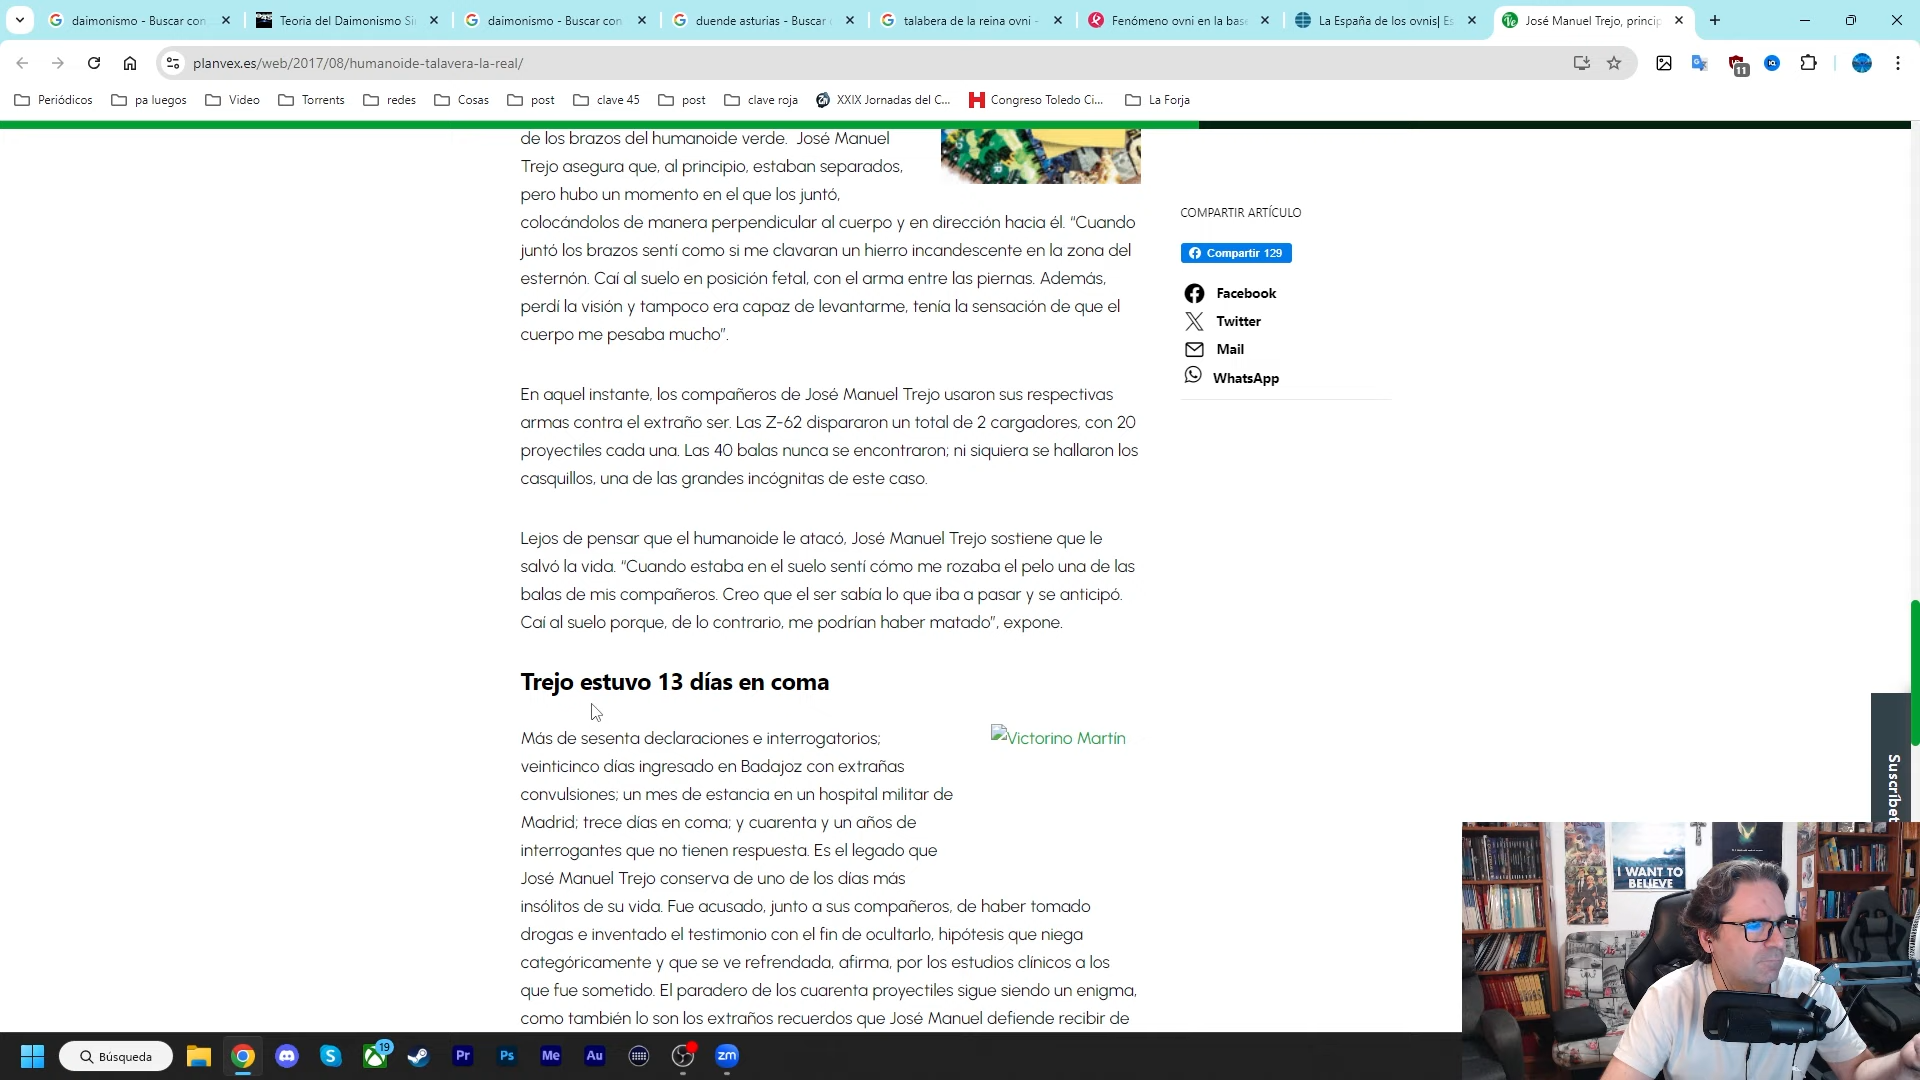 daimonismo - Buscar con
Teoria del Daimonismo Si
daimonismo - Buscar con
duende asturias - Buscar
talabera de la reina ovni -
Fenómeno ovni en la base
La España de los ovnis| Es
José Manuel Trejo, princip
planvex.es/web/2017/08/humanoide-talavera-la-real/
11
Periódicos
pa luegos
Video
Torrents
redes
Cosas
post
clave 45
post
clave roja
XXIX Jornadas del C...
Congreso Toledo Ci...
La Forja
de los brazos del humanoide verde. José Manuel
Trejo asegura que, al principio, estaban separados,
pero hubo un momento en el que los juntó,
colocándolos de manera perpendicular al cuerpo y en dirección hacia él. “Cuando
juntó los brazos sentí como si me clavaran un hierro incandescente en la zona del
esternón. Caí al suelo en posición fetal, con el arma entre las piernas. Además,
perdí la visión y tampoco era capaz de levantarme, tenía la sensación de que el
cuerpo me pesaba mucho”.
En aquel instante, los compañeros de José Manuel Trejo usaron sus respectivas
armas contra el extraño ser. Las Z-62 dispararon un total de 2 cargadores, con 20
proyectiles cada una. Las 40 balas nunca se encontraron; ni siquiera se hallaron los
casquillos, una de las grandes incógnitas de este caso.
Lejos de pensar que el humanoide le atacó, José Manuel Trejo sostiene que le
salvó la vida. “Cuando estaba en el suelo sentí cómo me rozaba el pelo una de las
balas de mis compañeros. Creo que el ser sabía lo que iba a pasar y se anticipó.
Caí al suelo porque, de lo contrario, me podrían haber matado”, expone.
Trejo estuvo 13 días en coma
Más de sesenta declaraciones e interrogatorios;
veinticinco días ingresado en Badajoz con extrañas
convulsiones; un mes de estancia en un hospital militar de
Madrid; trece días en coma; y cuarenta y un años de
interrogantes que no tienen respuesta. Es el legado que
José Manuel Trejo conserva de uno de los días más
insólitos de su vida. Fue acusado, junto a sus compañeros, de haber tomado
drogas e inventado el testimonio con el fin de ocultarlo, hipótesis que niega
categóricamente y que se ve refrendada, afirma, por los estudios clínicos a los
que fue sometido. El paradero de los cuarenta proyectiles sigue siendo un enigma,
como también lo son los extraños recuerdos que José Manuel defiende recibir de
Victorino Martín
COMPARTIR ARTÍCULO
Compartir 129
Facebook
Twitter
Mail
WhatsApp
Suscríbet
I WANT TO
BELIEVE
Búsqueda
19
Pr
Ps
Me
Au
zm